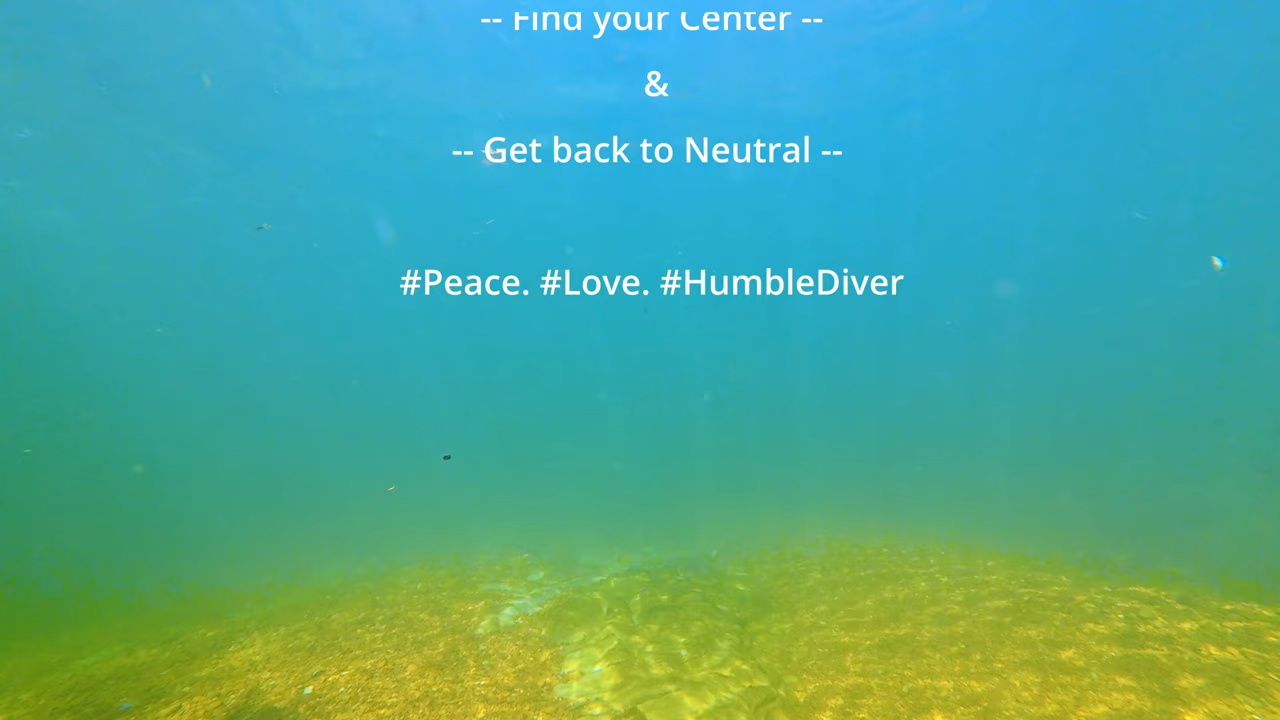 -- Find your Center --
&
-- Get back to Neutral --
#Peace. #Love. #HumbleDiver